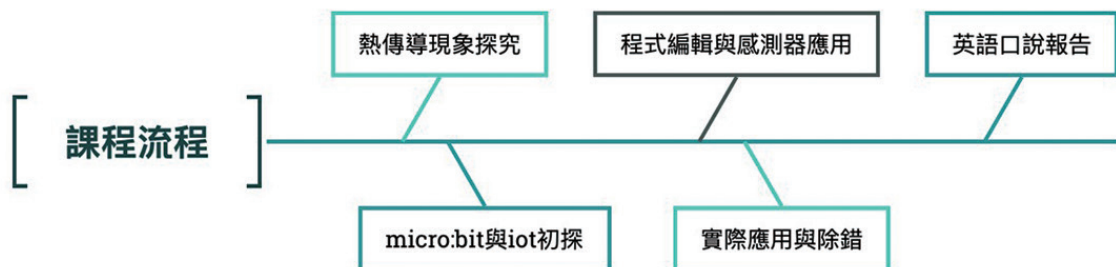 課程流程
熱傳導現象探究
micro:bit與iot初探
程式編輯與感測器應用
實際應用與除錯
英語口說報告